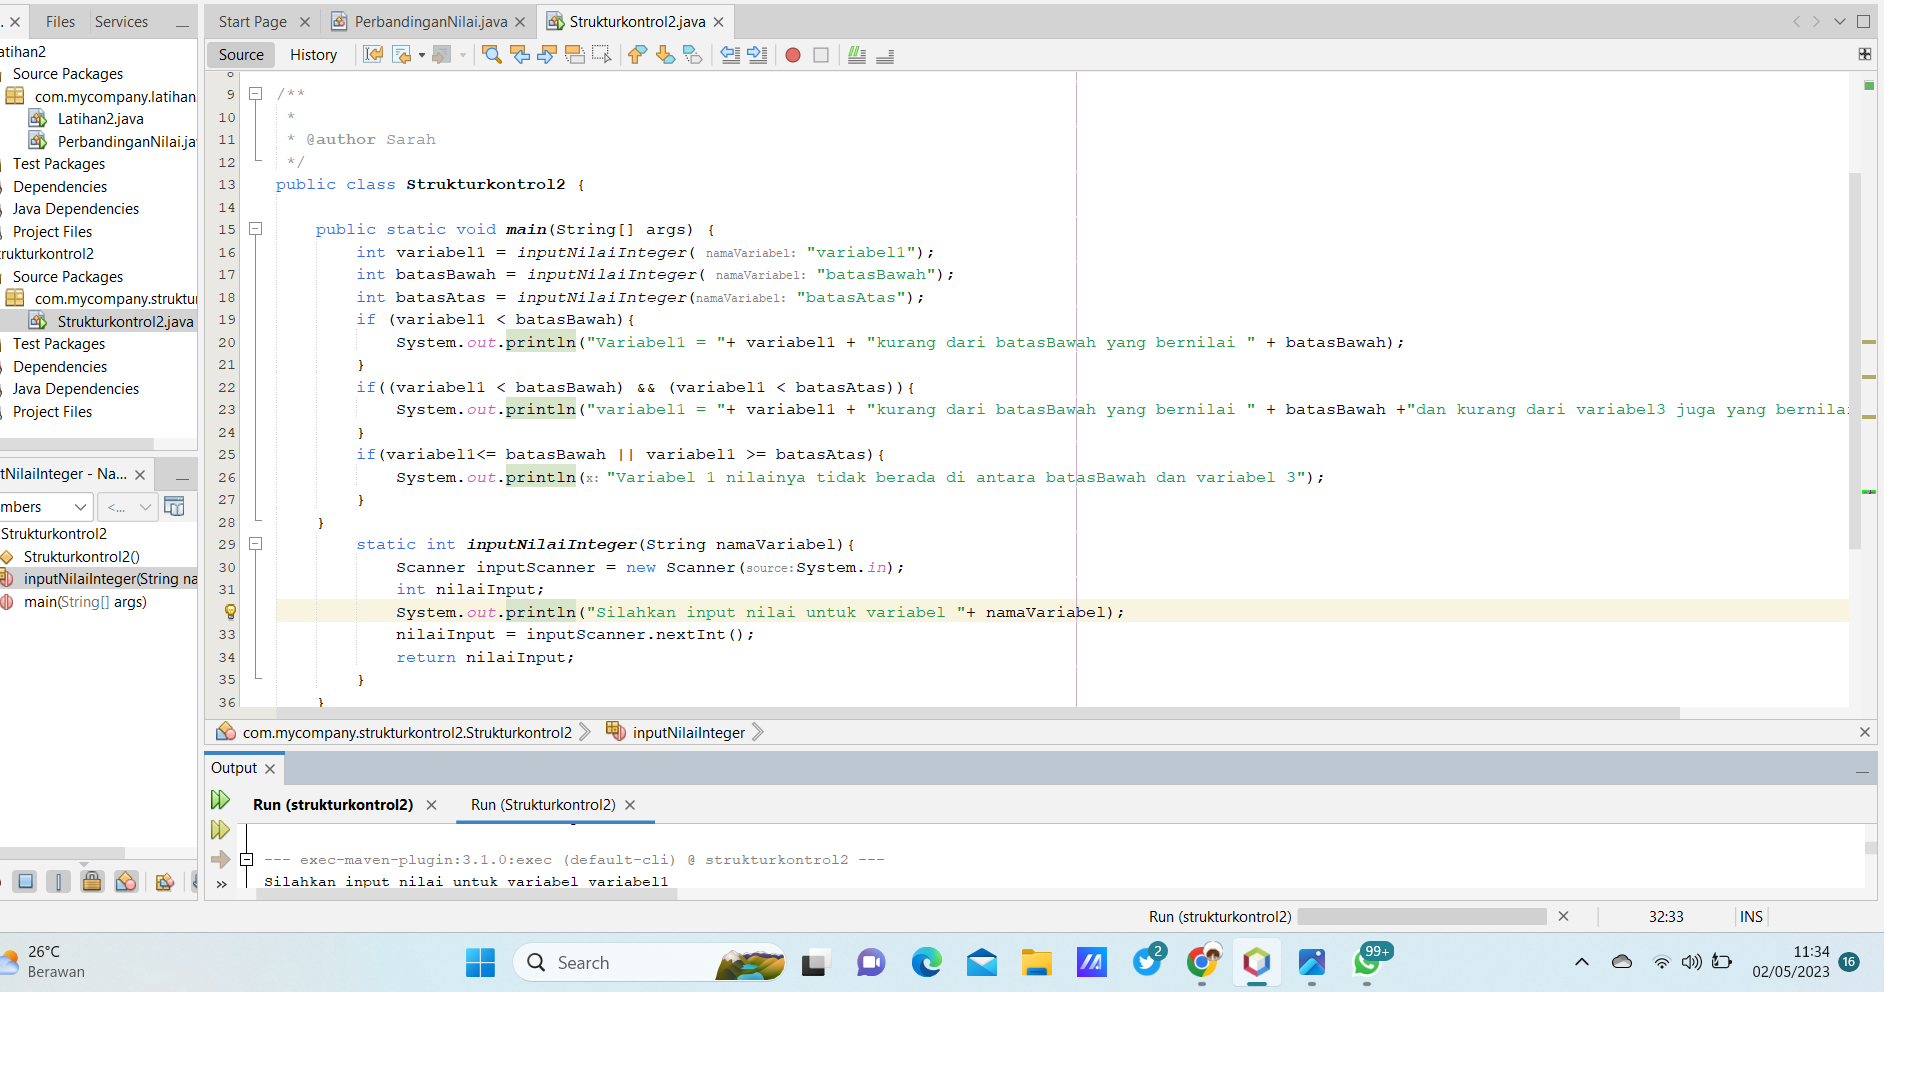 Files
Services
Start Page
PerbandinganNilai.java
Strukturkontrol2.java
Source
History
atihan2
Source Packages
com.mycompany.latihan
Latihan2.java
PerbandinganNilai.ja
Test Packages
Dependencies
Java Dependencies
Project Files
rukturkontrol2
Source Packages
com.mycompany.struktu
Strukturkontrol2.java
Test Packages
Dependencies
Java Dependencies
Project Files
tNilaiInteger - Na...
mbers
<...
Strukturkontrol2
Strukturkontrol2()
inputNilaiInteger(String na
main(String[] args)
8
9 /**
10 *
11 * @author Sarah
12 */
13 public class Strukturkontrol2 {
14
15 public static void main(String[] args) {
16 int variabel1 = inputNilaiInteger( namaVariabel: "variabel1");
17 int batasBawah = inputNilaiInteger( namaVariabel: "batasBawah");
18 int batasAtas = inputNilaiInteger(namaVariabel: "batasAtas");
19 if (variabel1 < batasBawah){
20 System.out.println("Variabel1 = "+ variabel1 + "kurang dari batasBawah yang bernilai " + batasBawah);
21 }
22 if((variabel1 < batasBawah) && (variabel1 < batasAtas)){
23 System.out.println("variabel1 = "+ variabel1 + "kurang dari batasBawah yang bernilai " + batasBawah +"dan kurang dari variabel3 juga yang bernilai
24 }
25 if(variabel1<= batasBawah || variabel1 >= batasAtas){
26 System.out.println(x: "Variabel 1 nilainya tidak berada di antara batasBawah dan variabel 3");
27 }
28 }
29 static int inputNilaiInteger(String namaVariabel){
30 Scanner inputScanner = new Scanner(source:System.in);
31 int nilaiInput;
System.out.println("Silahkan input nilai untuk variabel "+ namaVariabel);
33 nilaiInput = inputScanner.nextInt();
34 return nilaiInput;
35 }
36 }
com.mycompany.strukturkontrol2.Strukturkontrol2
inputNilaiInteger
Output
Run (strukturkontrol2)
Run (Strukturkontrol2)
--- exec-maven-plugin:3.1.0:exec (default-cli) @ strukturkontrol2 ---
Silahkan input nilai untuk variabel variabel1
Run (strukturkontrol2)
32:33
INS
26°C
Berawan
Search
2
99+
11:34
02/05/2023
16